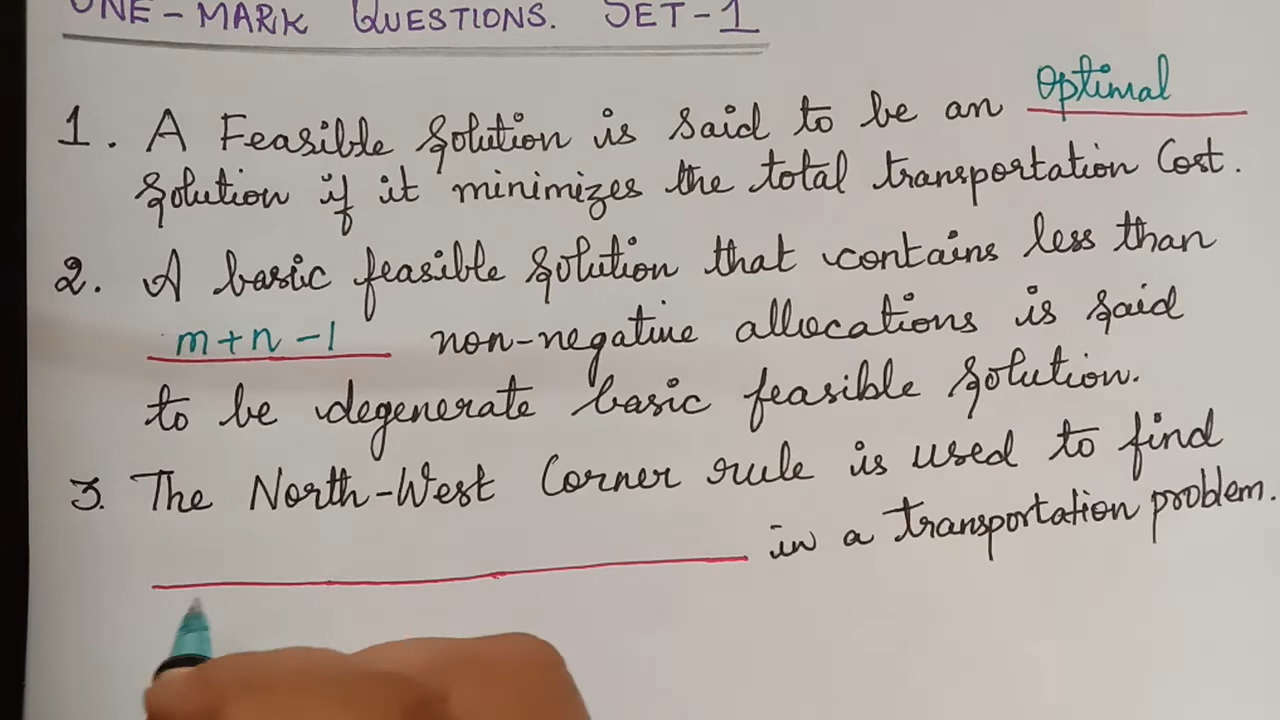 ONE-MARK QUESTIONS. SET-1
1. A Feasible Solution is said to be an Optimal
Solution if it minimizes the total transportation Cost.
2. A basic feasible Solution that contains less than
m+n-1 non-negative allocations is said
to be degenerate basic feasible Solution.
3. The North-West Corner rule is used to find
in a transportation problem.